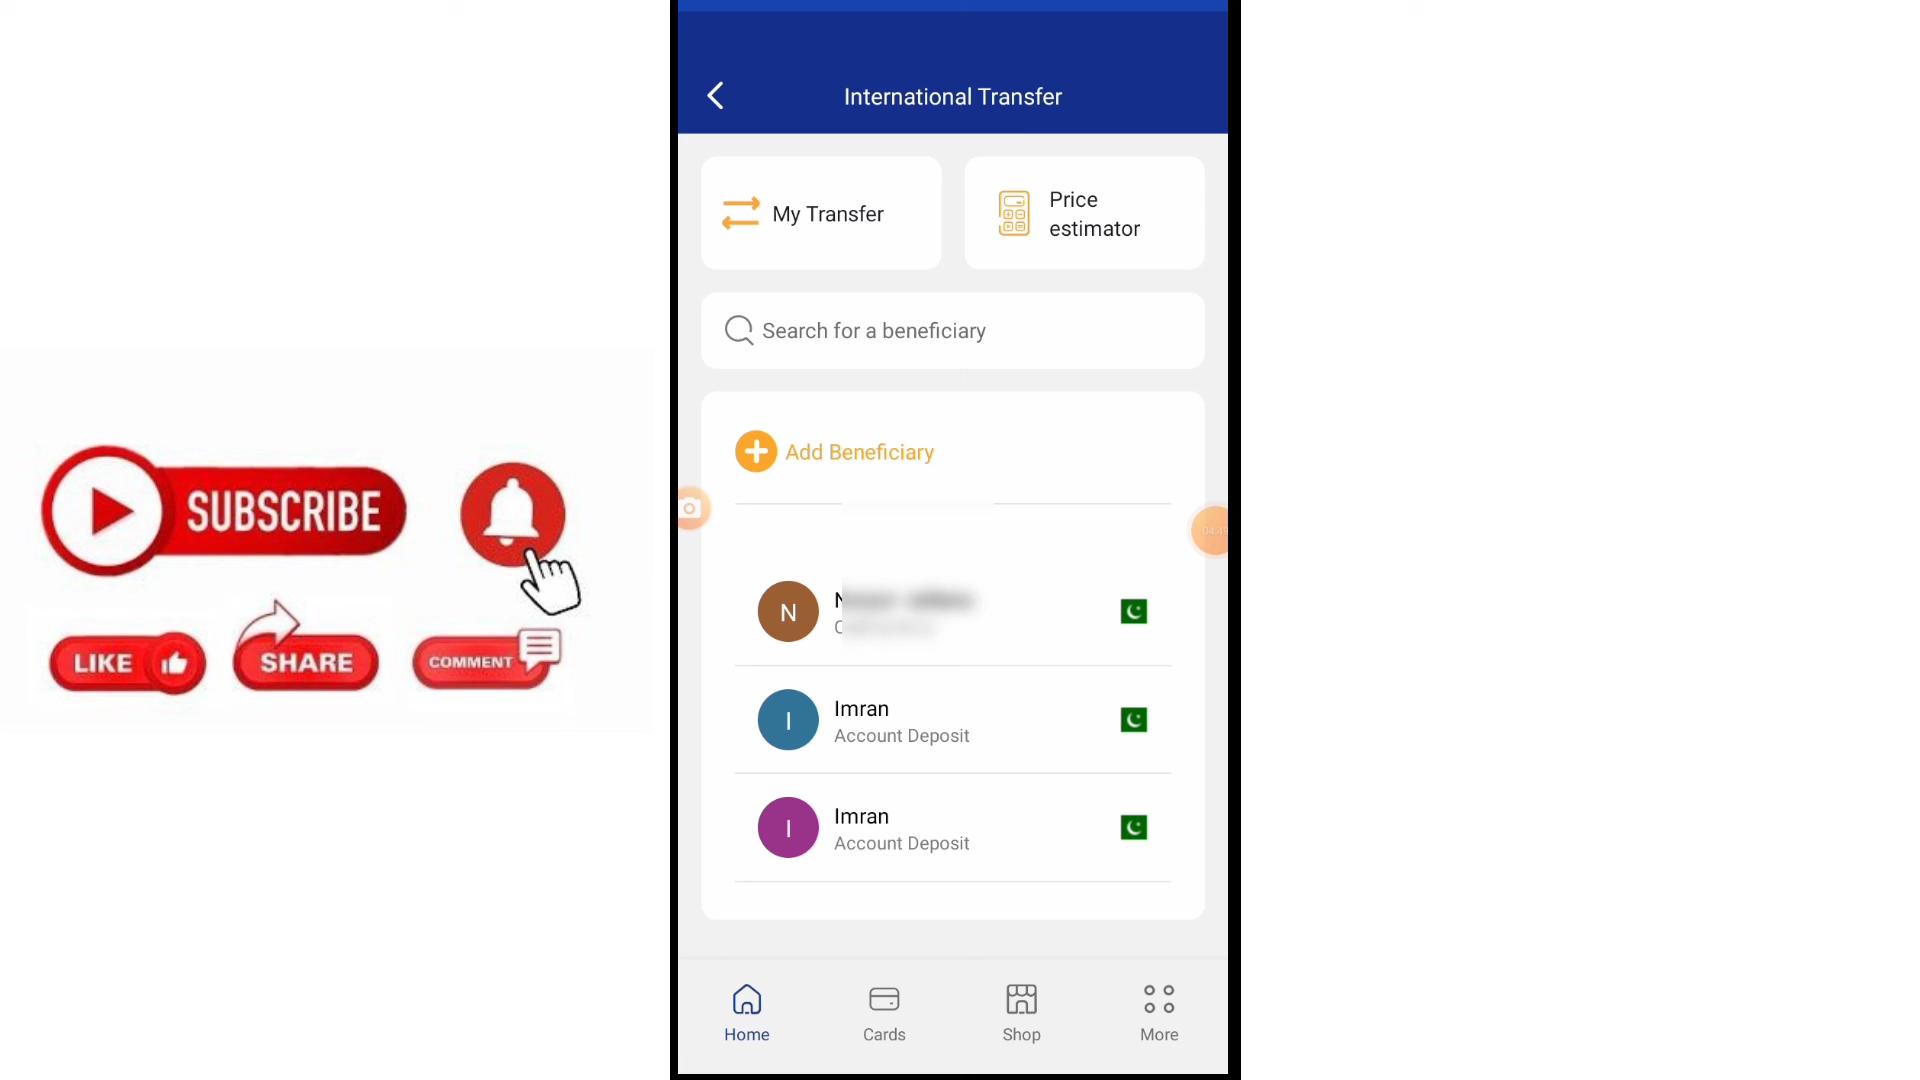 International Transfer
My Transfer
Price
estimator
Search for a beneficiary
Add Beneficiary
SUBSCRIBE
LIKE
SHARE
COMMENT
N
I
Imran
Account Deposit
I
Imran
Account Deposit
Home
Cards
Shop
More